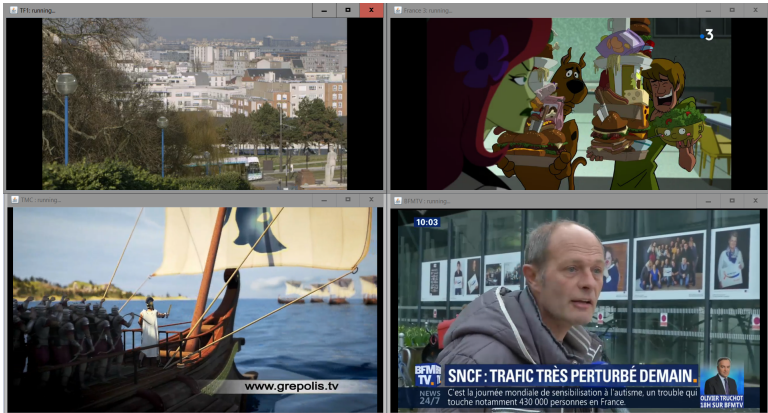 TF1: running...
France 3: running...
3
TMC : running...
www.grepolis.tv
BFMTV : running...
10:03
BFM
TV.
SNCF : TRAFIC TRÈS PERTURBÉ DEMAIN.
NEWS
24/7
C'est la journée mondiale de sensibilisation à l'autisme, un trouble qui
touche notamment 430 000 personnes en France.
OLIVIER TRUCHOT
18H SUR BFMTV